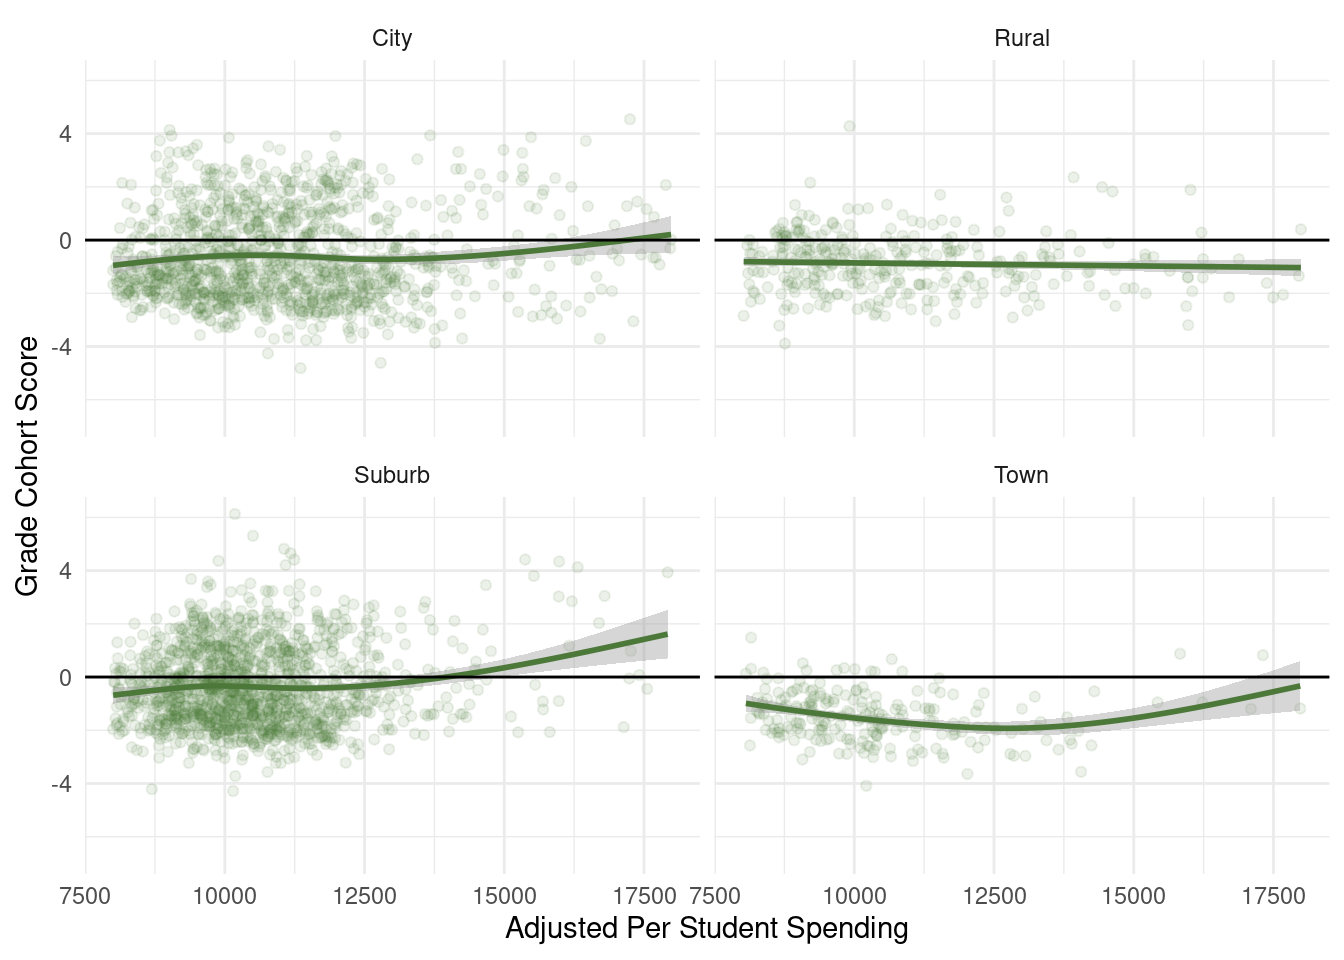 City
Rural
4
0
-4
Suburb
Town
4
0
-4
Grade Cohort Score
7500 10000 12500 15000 17500 7500 10000 12500 15000 17500
Adjusted Per Student Spending